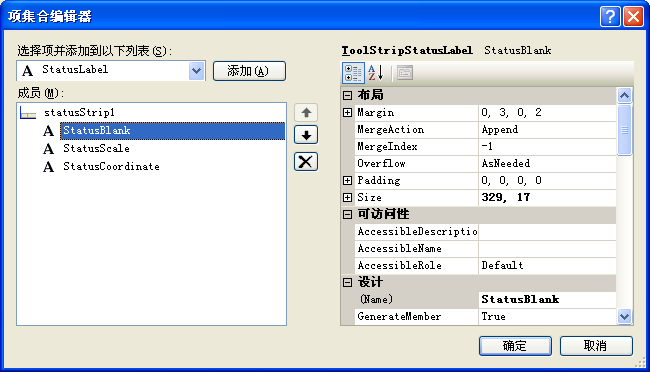 项集合编辑器
选择项并添加到以下列表(S):
A StatusLabel
添加(A)
成员(M):
statusStrip1
A StatusBlank
A StatusScale
A StatusCoordinate
ToolStripStatusLabel StatusBlank
布局
Margin 0, 3, 0, 2
MergeAction Append
MergeIndex -1
Overflow AsNeeded
Padding 0, 0, 0, 0
Size 329, 17
可访问性
AccessibleDescriptio
AccessibleName
AccessibleRole Default
设计
(Name) StatusBlank
GenerateMember True
确定
取消